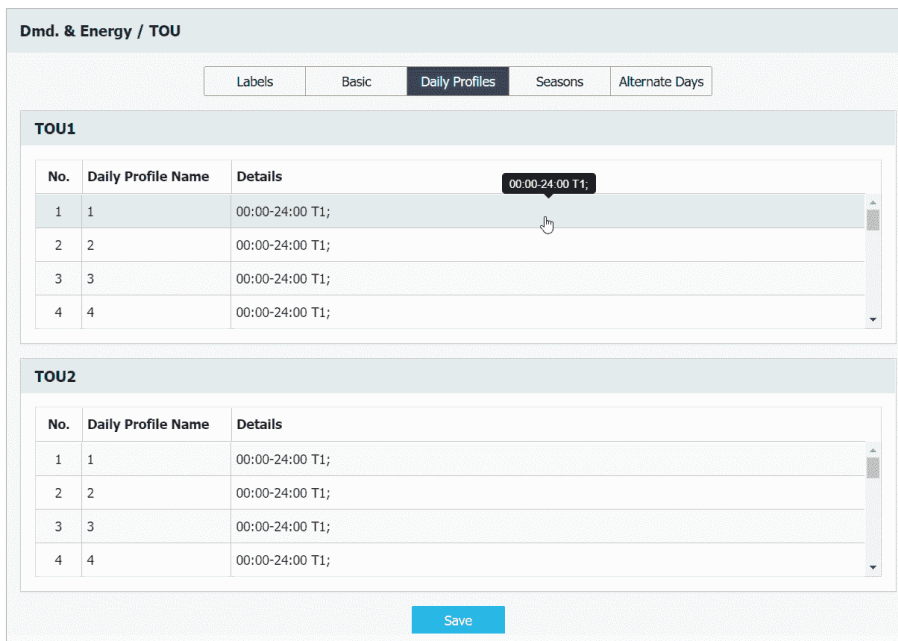 Dmd. & Energy / TOU
Labels Basic Daily Profiles Seasons Alternate Days
TOU1
No. Daily Profile Name Details
00:00-24:00 T1;
1 1 00:00-24:00 T1;
2 2 00:00-24:00 T1;
3 3 00:00-24:00 T1;
4 4 00:00-24:00 T1;
TOU2
No. Daily Profile Name Details
1 1 00:00-24:00 T1;
2 2 00:00-24:00 T1;
3 3 00:00-24:00 T1;
4 4 00:00-24:00 T1;
Save